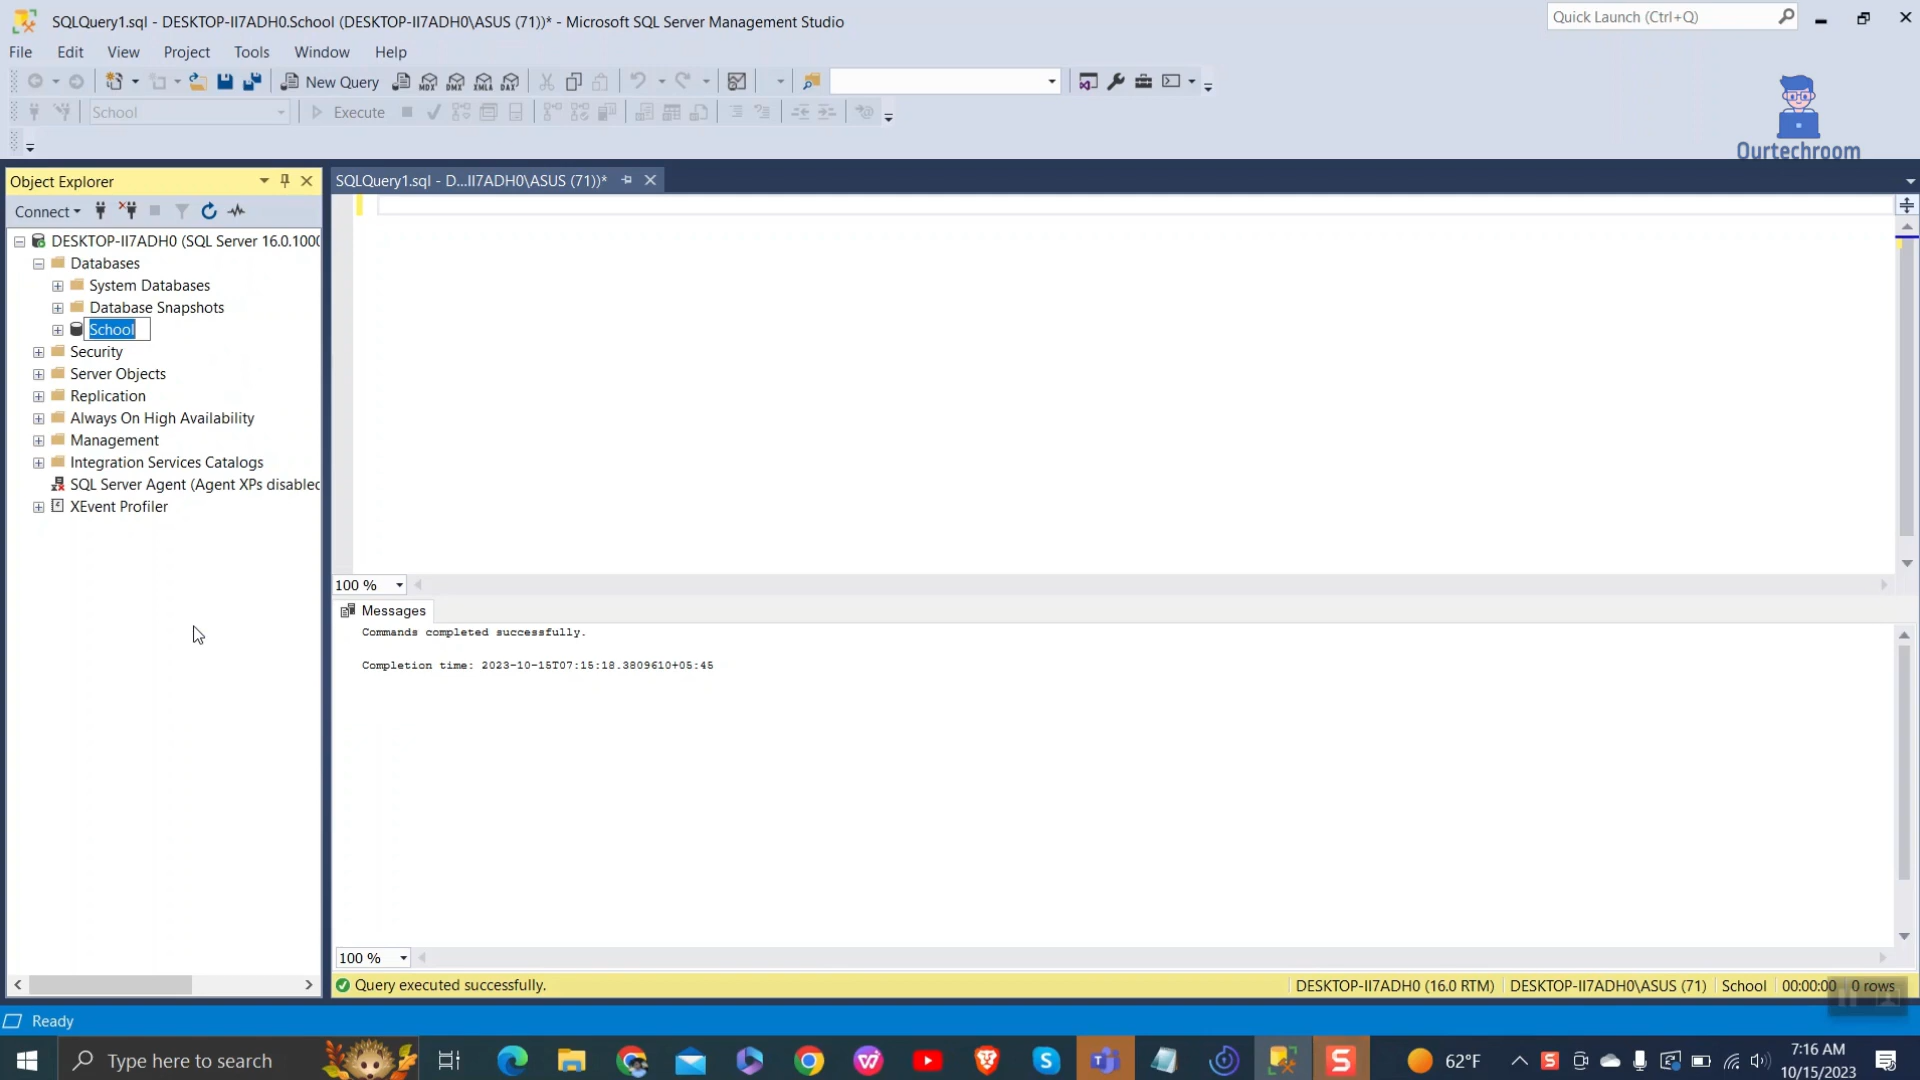 SQLQuery1.sql - DESKTOP-II7ADH0.School (DESKTOP-II7ADH0\ASUS (71))* - Microsoft SQL Server Management Studio
Quick Launch (Ctrl+Q)
File Edit View Project Tools Window Help
New Query MDX DMX XMLA DAX
School Execute
Ourtechroom
Object Explorer
SQLQuery1.sql - D...II7ADH0\ASUS (71))*
Connect
DESKTOP-II7ADH0 (SQL Server 16.0.1000
Databases
System Databases
Database Snapshots
School
Security
Server Objects
Replication
Always On High Availability
Management
Integration Services Catalogs
SQL Server Agent (Agent XPs disabled
XEvent Profiler
100 %
Messages
Commands completed successfully.
Completion time: 2023-10-15T07:15:18.3809610+05:45
100 %
Query executed successfully. DESKTOP-II7ADH0 (16.0 RTM) DESKTOP-II7ADH0\ASUS (71) School 00:00:00 0 rows
Ready
Type here to search
62°F
7:16 AM
10/15/2023